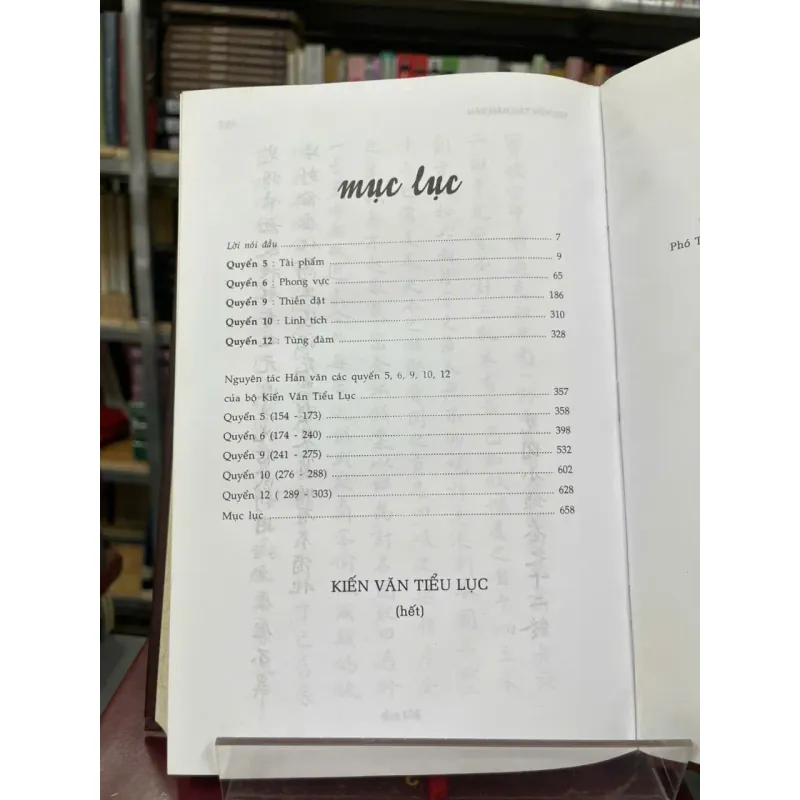 mục lục
Lời nói đầu ........ 7
Quyển 5 : Tài phẩm ........ 9
Quyển 6 : Phong vực ........ 65
Quyển 9 : Thiền dật ........ 186
Quyển 10 : Linh tích ........ 310
Quyển 12 : Tùng đàm ........ 328
Nguyên tác Hán văn các quyển 5, 6, 9, 10, 12
của bộ Kiến Văn Tiểu Lục ........ 357
Quyển 5 (154 - 173) ........ 358
Quyển 6 (174 - 240) ........ 398
Quyển 9 (241 - 275) ........ 532
Quyển 10 (276 - 288) ........ 602
Quyển 12 ( 289 - 303) ........ 628
Mục lục ........ 658
KIẾN VĂN TIỂU LỤC
(hết)
Phó T